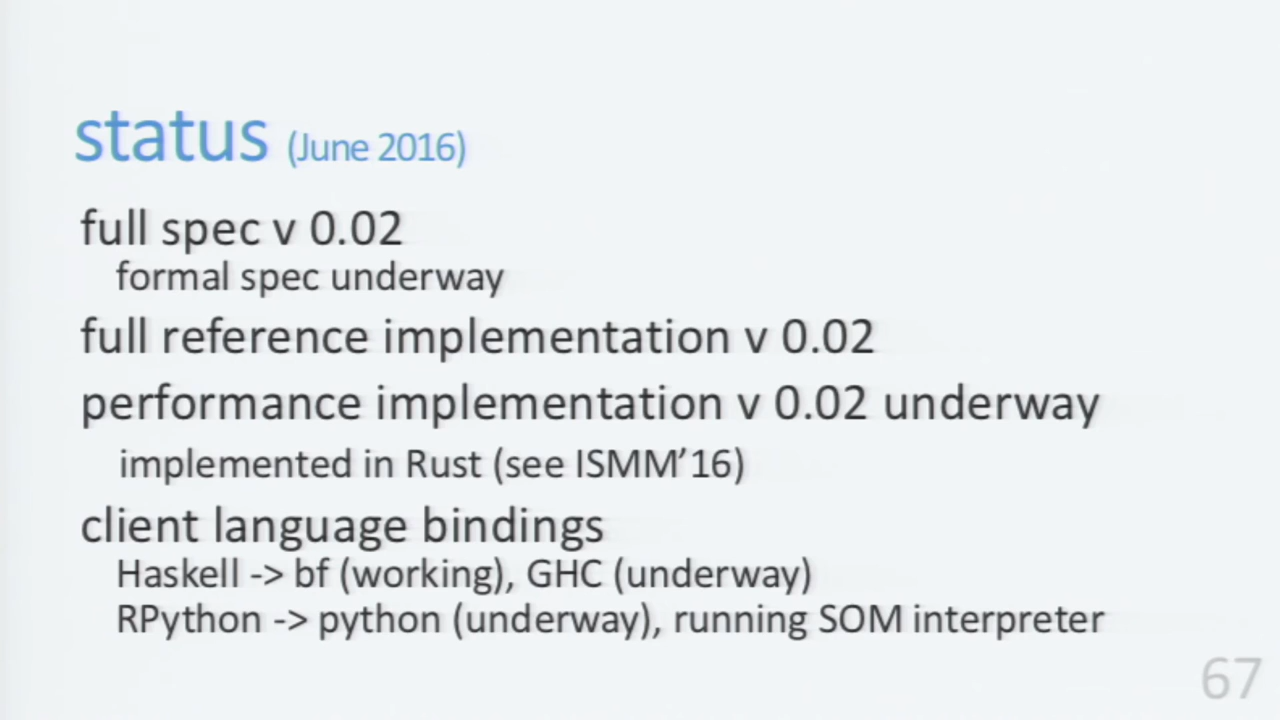 status (June 2016)
full spec v 0.02
formal spec underway
full reference implementation v 0.02
performance implementation v 0.02 underway
implemented in Rust (see ISMM’16)
client language bindings
Haskell -> bf (working), GHC (underway)
RPython -> python (underway), running SOM interpreter
67